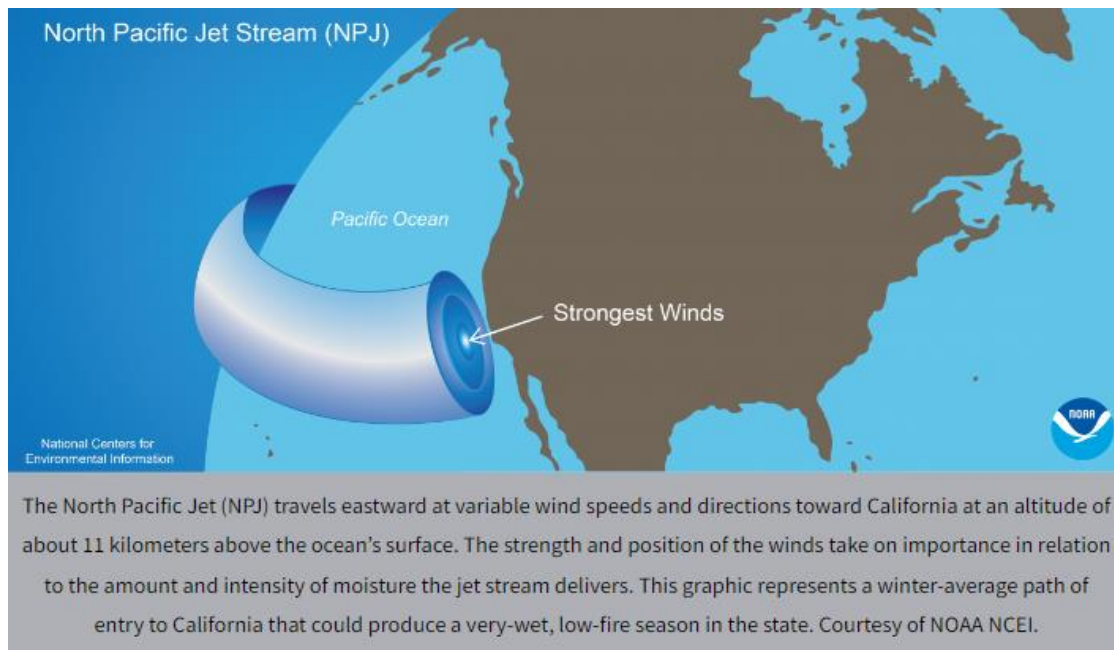 North Pacific Jet Stream (NPJ)
Pacific Ocean
Strongest Winds
NOAA
National Centers for
Environmental Information
The North Pacific Jet (NPJ) travels eastward at variable wind speeds and directions toward California at an altitude of
about 11 kilometers above the ocean’s surface. The strength and position of the winds take on importance in relation
to the amount and intensity of moisture the jet stream delivers. This graphic represents a winter-average path of
entry to California that could produce a very-wet, low-fire season in the state. Courtesy of NOAA NCEI.